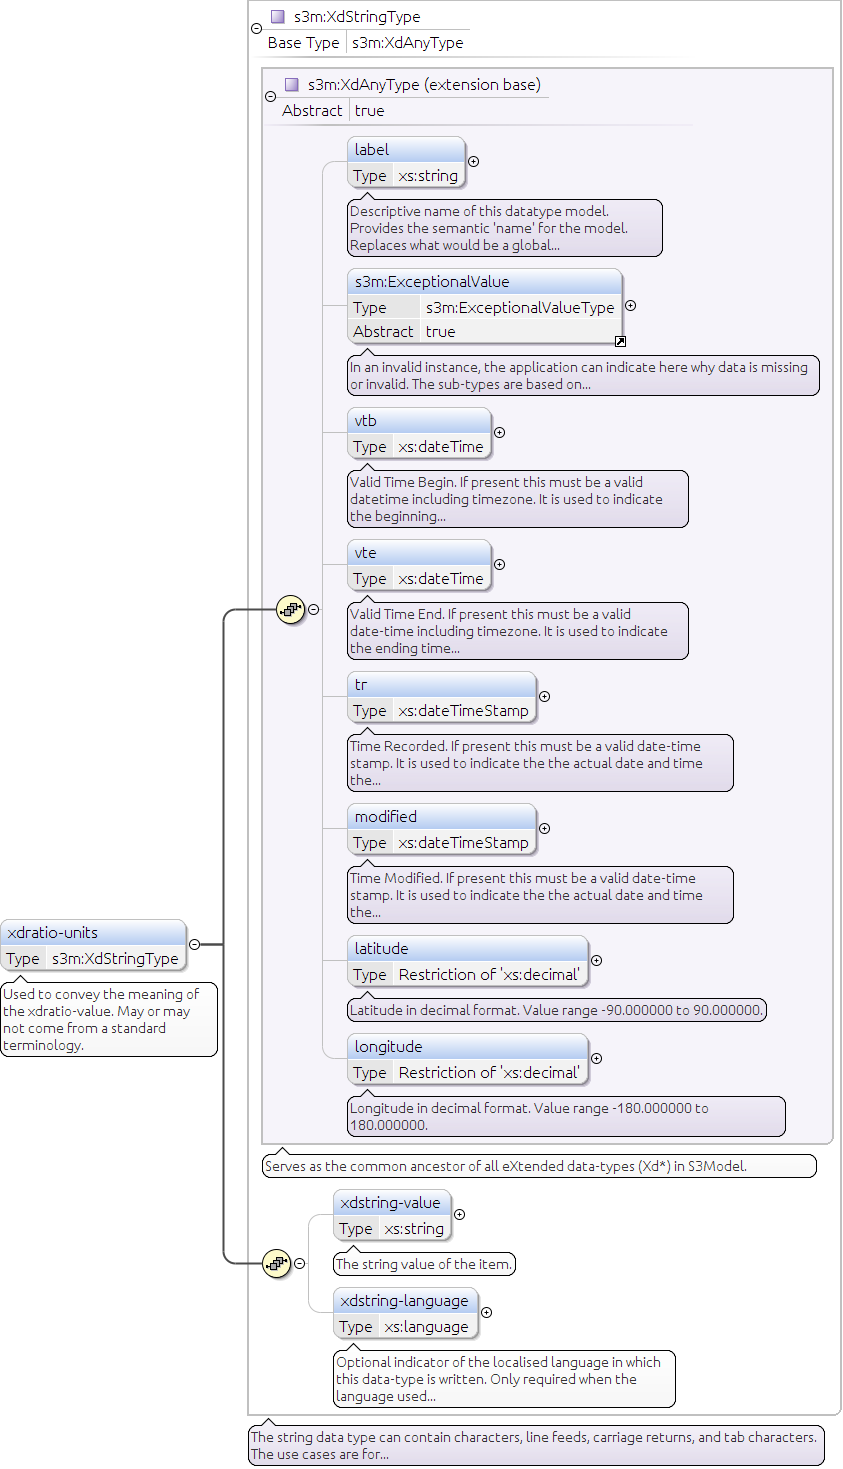 s3m:XdStringType
Base Type s3m:XdAnyType
s3m:XdAnyType (extension base)
Abstract true
label
Type xs:string
Descriptive name of this datatype model.
Provides the semantic 'name' for the model.
Replaces what would be a global...
s3m:ExceptionalValue
Type s3m:ExceptionalValueType
Abstract true
In an invalid instance, the application can indicate here why data is missing
or invalid. The sub-types are based on...
vtb
Type xs:dateTime
Valid Time Begin. If present this must be a valid
datetime including timezone. It is used to indicate
the beginning...
vte
Type xs:dateTime
Valid Time End. If present this must be a valid
date-time including timezone. It is used to indicate
the ending time...
tr
Type xs:dateTimeStamp
Time Recorded. If present this must be a valid date-time
stamp. It is used to indicate the the actual date and time
the...
modified
Type xs:dateTimeStamp
Time Modified. If present this must be a valid date-time
stamp. It is used to indicate the the actual date and time
the...
xdratio-units
Type s3m:XdStringType
Used to convey the meaning of
the xdratio-value. May or may
not come from a standard
terminology.
latitude
Type Restriction of 'xs:decimal'
Latitude in decimal format. Value range -90.000000 to 90.000000.
longitude
Type Restriction of 'xs:decimal'
Longitude in decimal format. Value range -180.000000 to
180.000000.
Serves as the common ancestor of all eXtended data-types (Xd*) in S3Model.
xdstring-value
Type xs:string
The string value of the item.
xdstring-language
Type xs:language
Optional indicator of the localised language in which
this data-type is written. Only required when the
language used...
The string data type can contain characters, line feeds, carriage returns, and tab characters.
The use cases are for...